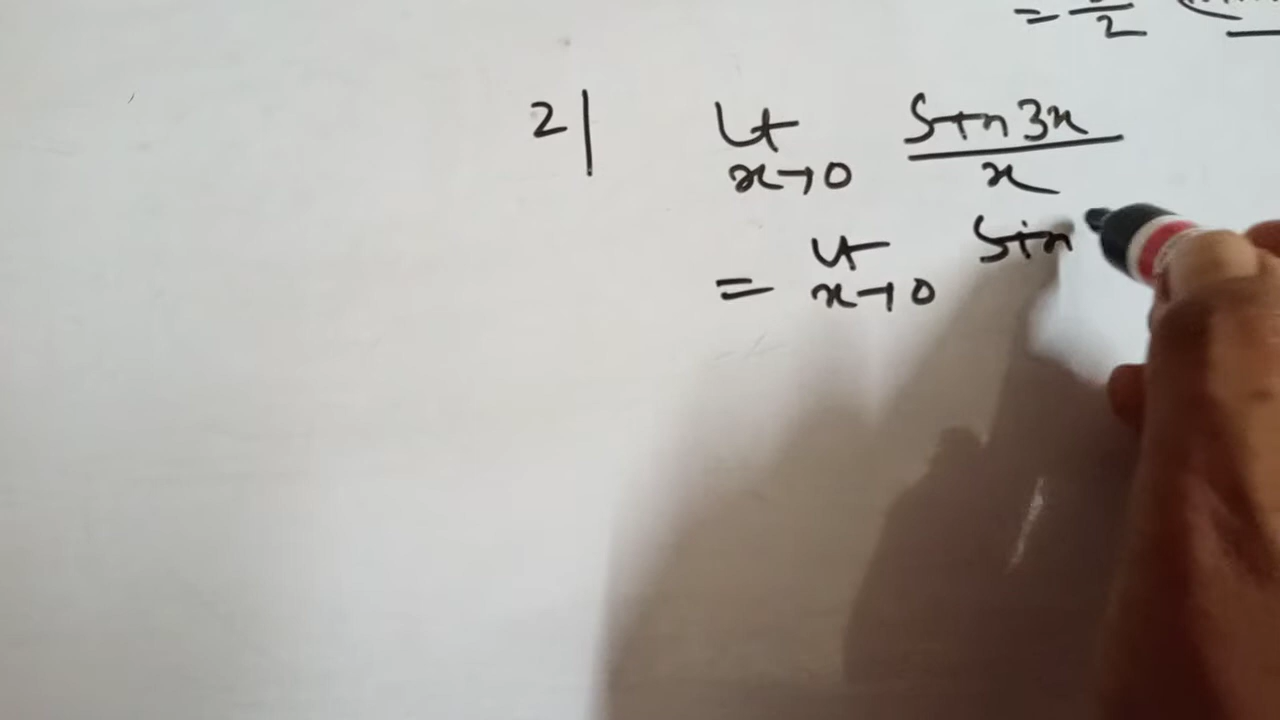 2| Lt sin3x
x→0 x
= Lt sin
x→0